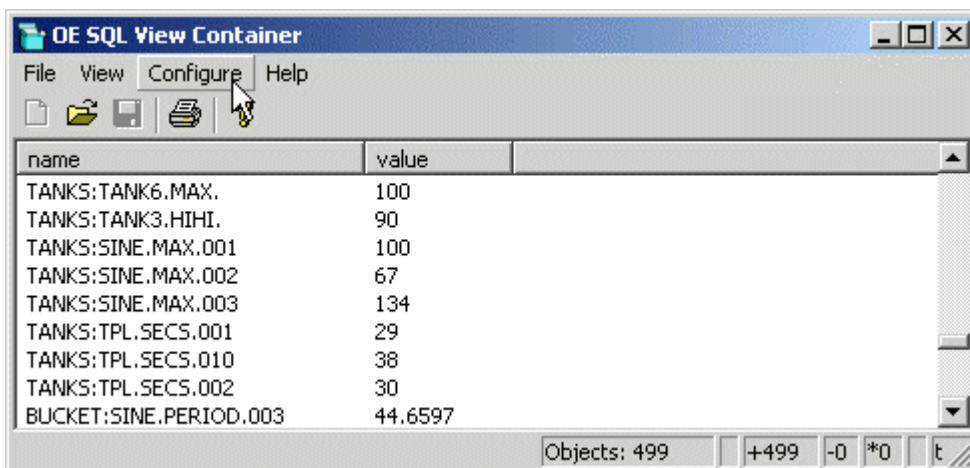 OE SQL View Container
File View Configure Help
name value
TANKS:TANK6.MAX. 100
TANKS:TANK3.HIHI. 90
TANKS:SINE.MAX.001 100
TANKS:SINE.MAX.002 67
TANKS:SINE.MAX.003 134
TANKS:TPL.SECS.001 29
TANKS:TPL.SECS.010 38
TANKS:TPL.SECS.002 30
BUCKET:SINE.PERIOD.003 44.6597
Objects: 499 +499 -0 *0 t